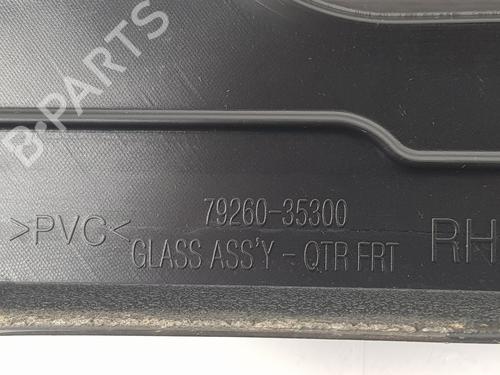 B-PARTS
79260-35300
>PVC<
GLASS ASS'Y - QTR FRT
RH